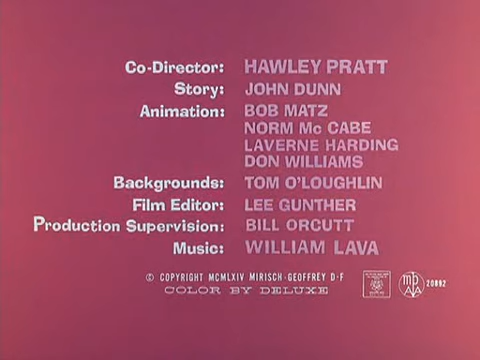 Co-Director: HAWLEY PRATT
Story: JOHN DUNN
Animation: BOB MATZ
NORM Mc CABE
LAVERNE HARDING
DON WILLIAMS
Backgrounds: TOM O'LOUGHLIN
Film Editor: LEE GUNTHER
Production Supervision: BILL ORCUTT
Music: WILLIAM LAVA
© COPYRIGHT MCMLXIV MIRISCH-GEOFFREY D-F
COLOR BY DELUXE
20892